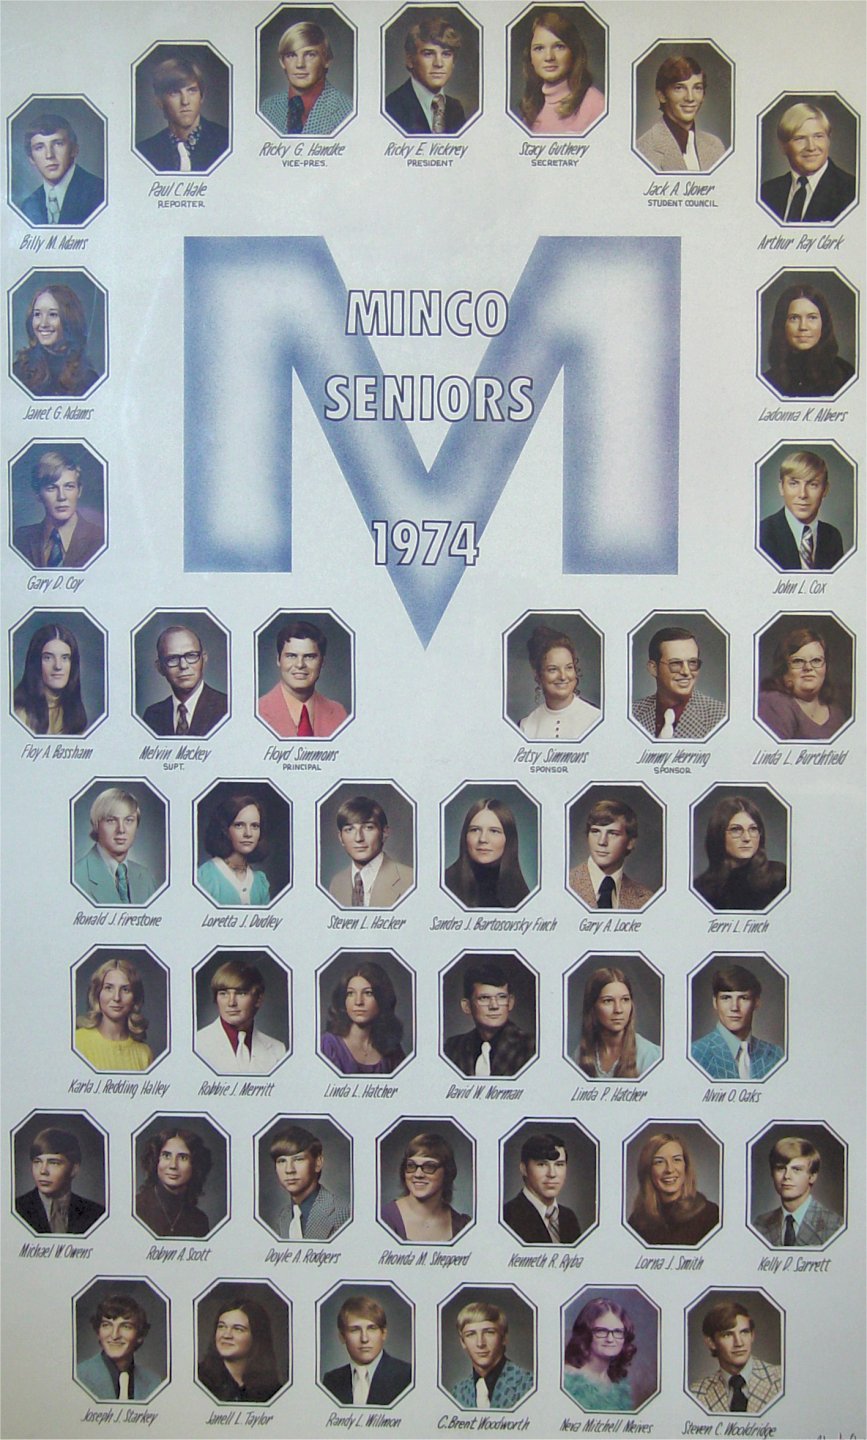 Ricky G. Handke
VICE-PRES.
Ricky E. Vickrey
PRESIDENT
Stacy Guthery
SECRETARY
Paul C. Hale
REPORTER
Jack A. Slover
STUDENT COUNCIL
Billy M. Adams
Arthur Ray Clark
MINCO
SENIORS
1974
Janet G. Adams
Ladonna K. Albers
Gary D. Coy
John L. Cox
Floy A. Bassham
Melvin Mackey
SUPT.
Floyd Simmons
PRINCIPAL
Patsy Simmons
SPONSOR
Jimmy Herring
SPONSOR
Linda L. Burchfield
Ronald J. Firestone
Loretta J. Dudley
Steven L. Hacker
Sandra J. Bartosovsky Finch
Gary A. Locke
Terri L. Finch
Karla J. Redding Halley
Robbie J. Merritt
Linda L. Hatcher
David W. Norman
Linda P. Hatcher
Alvin O. Oaks
Michael W. Owens
Robyn A. Scott
Doyle A. Rodgers
Rhonda M. Shepperd
Kenneth R. Ryba
Lorna J. Smith
Kelly D. Sarrett
Joseph J. Starkey
Janell L. Taylor
Randy L. Willmon
C. Brent Woodworth
Neva Mitchell Meives
Steven C. Wooldridge